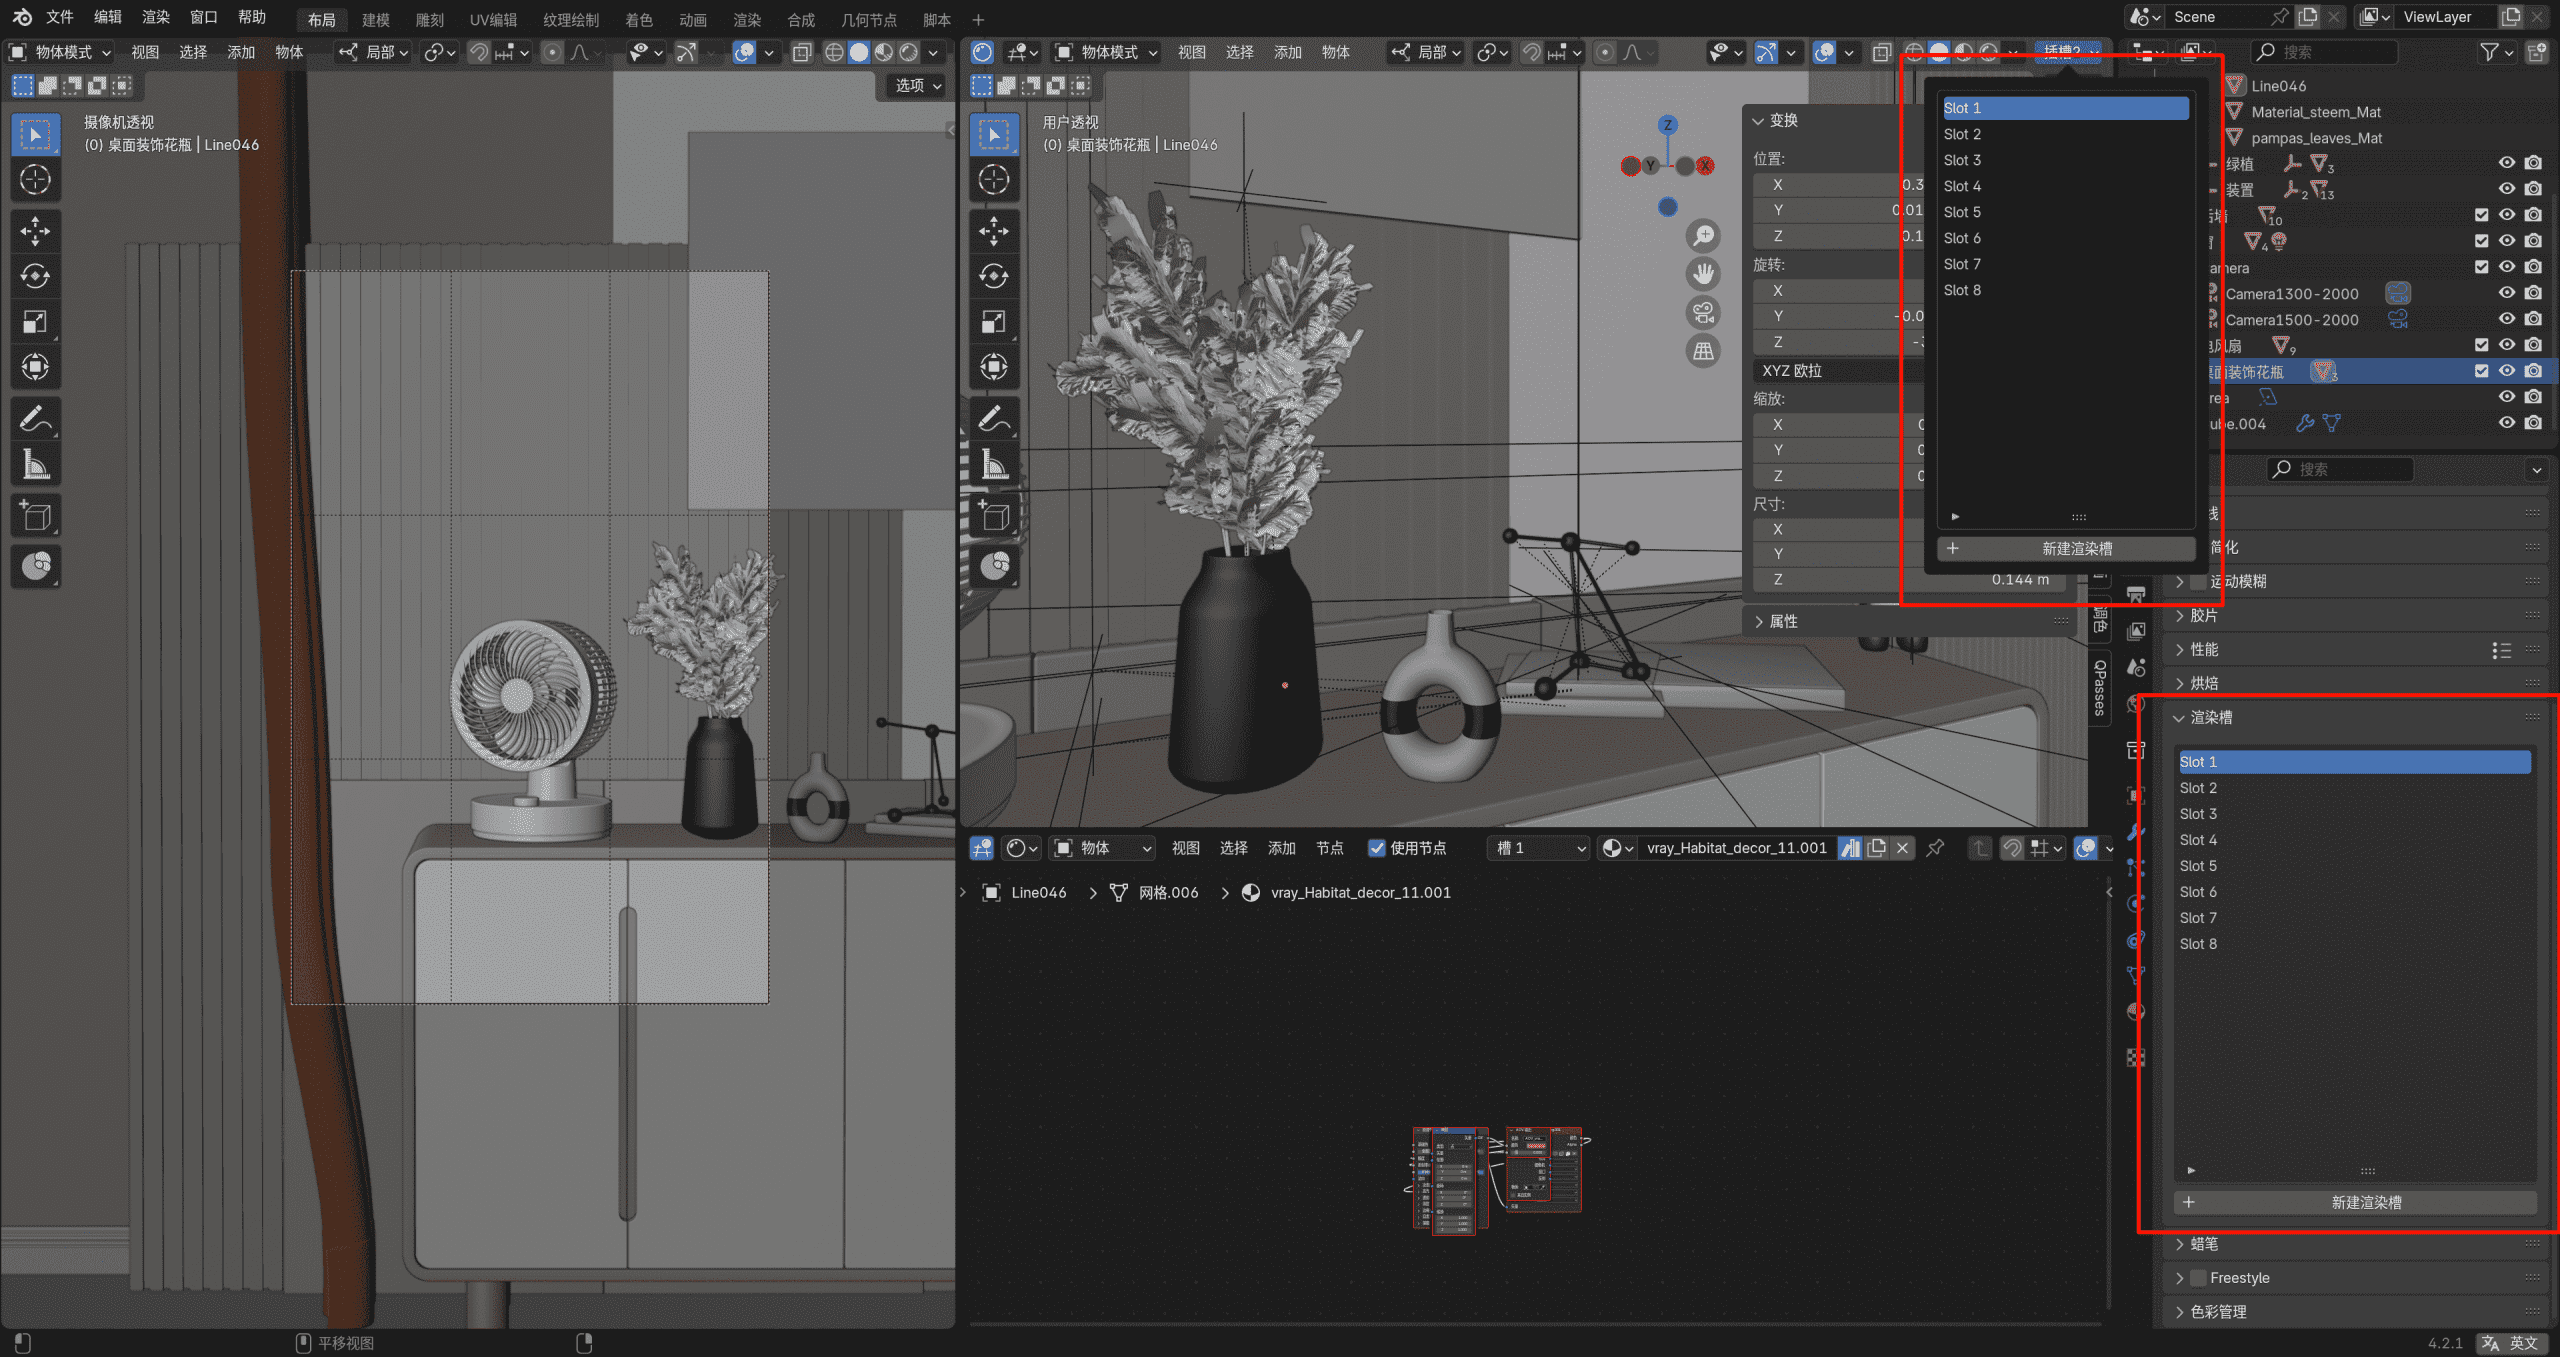 文件 编辑 渲染 窗口 帮助 布局 建模 雕刻 UV编辑 纹理绘制 着色 动画 渲染 合成 几何节点 脚本 +
Scene
ViewLayer
物体模式 视图 选择 添加 物体 局部
选项
摄像机透视
(0) 桌面装饰花瓶 | Line046
物体模式 视图 选择 添加 物体 局部 插槽2
用户透视
(0) 桌面装饰花瓶 | Line046
Z
Y
X
变换
位置:
X 0.3
Y 0.01
Z 0.1
旋转:
X
Y -0.0
Z
XYZ 欧拉
缩放:
X 0
Y 0
Z 0
尺寸:
X
Y
Z 0.144 m
属性
Slot 1
Slot 2
Slot 3
Slot 4
Slot 5
Slot 6
Slot 7
Slot 8
新建渲染槽
调色
QPasses
搜索
Line046
Material_steem_Mat
pampas_leaves_Mat
绿植 3
装置 2 13
墙 10
4
amera
Camera1300-2000
Camera1500-2000
风扇 9
桌面装饰花瓶 3
rea
ube.004
搜索
线
简化
运动模糊
胶片
性能
烘焙
渲染槽
Slot 1
Slot 2
Slot 3
Slot 4
Slot 5
Slot 6
Slot 7
Slot 8
新建渲染槽
蜡笔
Freestyle
色彩管理
物体 视图 选择 添加 节点 使用节点 槽 1 vray_Habitat_decor_11.001
Line046 > 网格.006 > vray_Habitat_decor_11.001
平移视图
4.2.1
英文